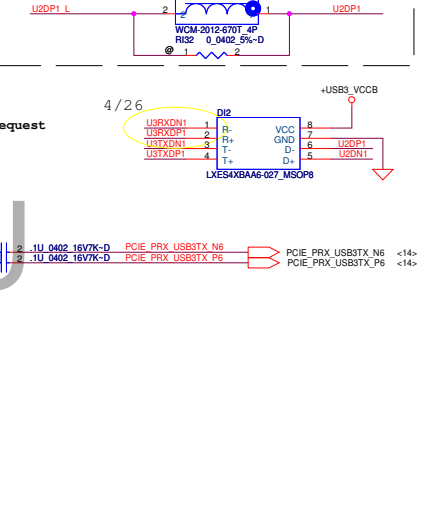 U2DP1_L 2 2 1 U2DP1
WCM-2012-670T_4P
RI32 0_0402_5%~D
@ 1 2
+USB3_VCCB
4/26
DI2
equest
U3RXDN1 1 R- VCC 8
U3RXDP1 2 R+ GND 7
U3TXDN1 3 T- D- 6 U2DP1
U3TXDP1 4 T+ D+ 5 U2DN1
LXES4XBAA6-027_MSOP8
2 .1U_0402_16V7K~D PCIE_PRX_USB3TX_N6 PCIE_PRX_USB3TX_N6 <14>
2 .1U_0402_16V7K~D PCIE_PRX_USB3TX_P6 PCIE_PRX_USB3TX_P6 <14>